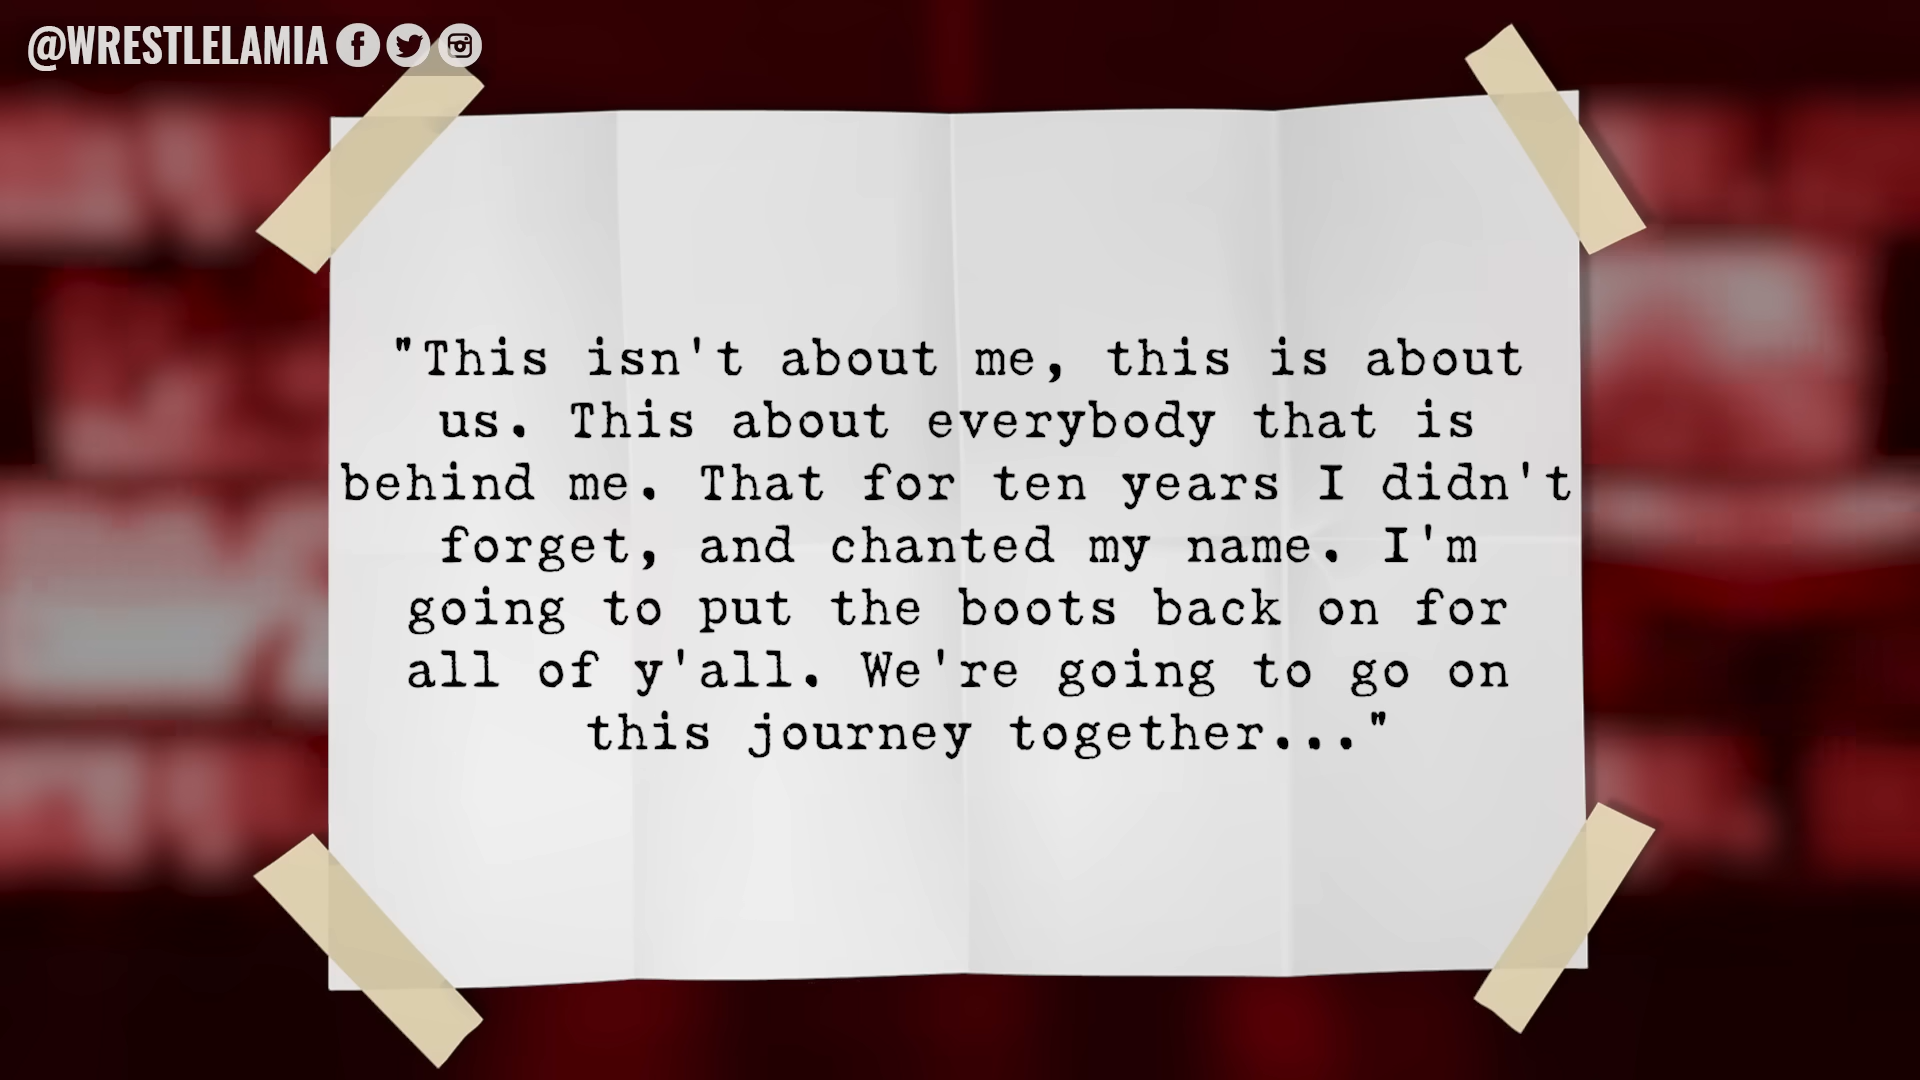 @WRESTLELAMIA
"This isn't about me, this is about
us. This about everybody that is
behind me. That for ten years I didn't
forget, and chanted my name. I'm
going to put the boots back on for
all of y'all. We're going to go on
this journey together..."